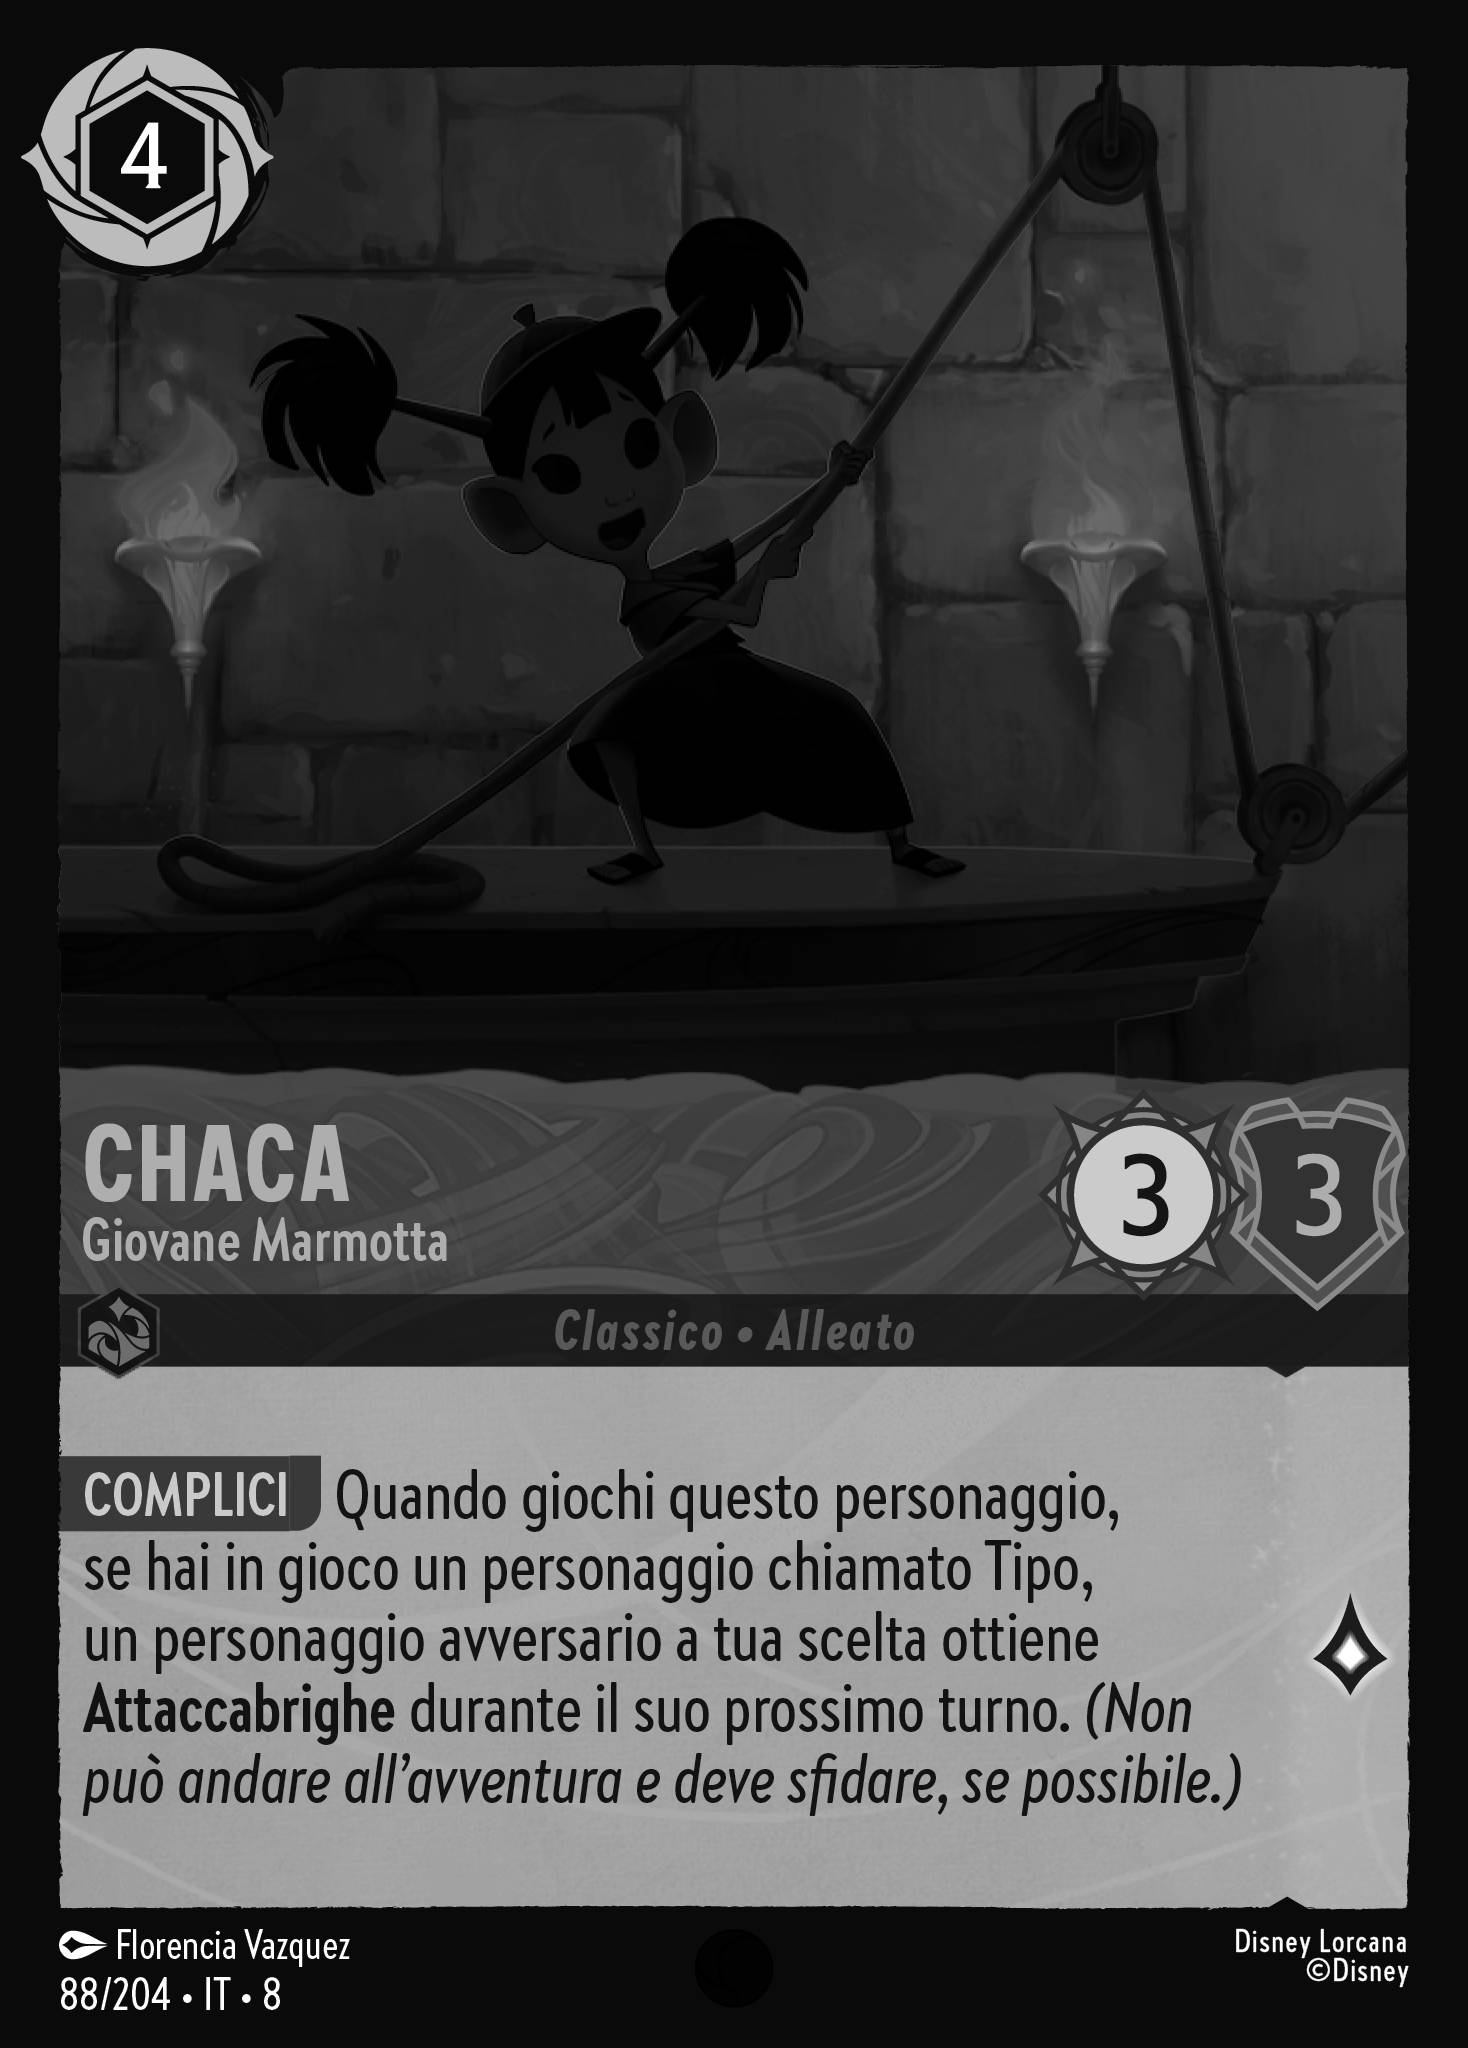 4
CHACA
Giovane Marmotta
3
3
Classico • Alleato
COMPLICI Quando giochi questo personaggio,
se hai in gioco un personaggio chiamato Tipo,
un personaggio avversario a tua scelta ottiene
Attaccabrighe durante il suo prossimo turno. (Non
può andare all’avventura e deve sfidare, se possibile.)
Florencia Vazquez
88/204 • IT • 8
Disney Lorcana
©Disney